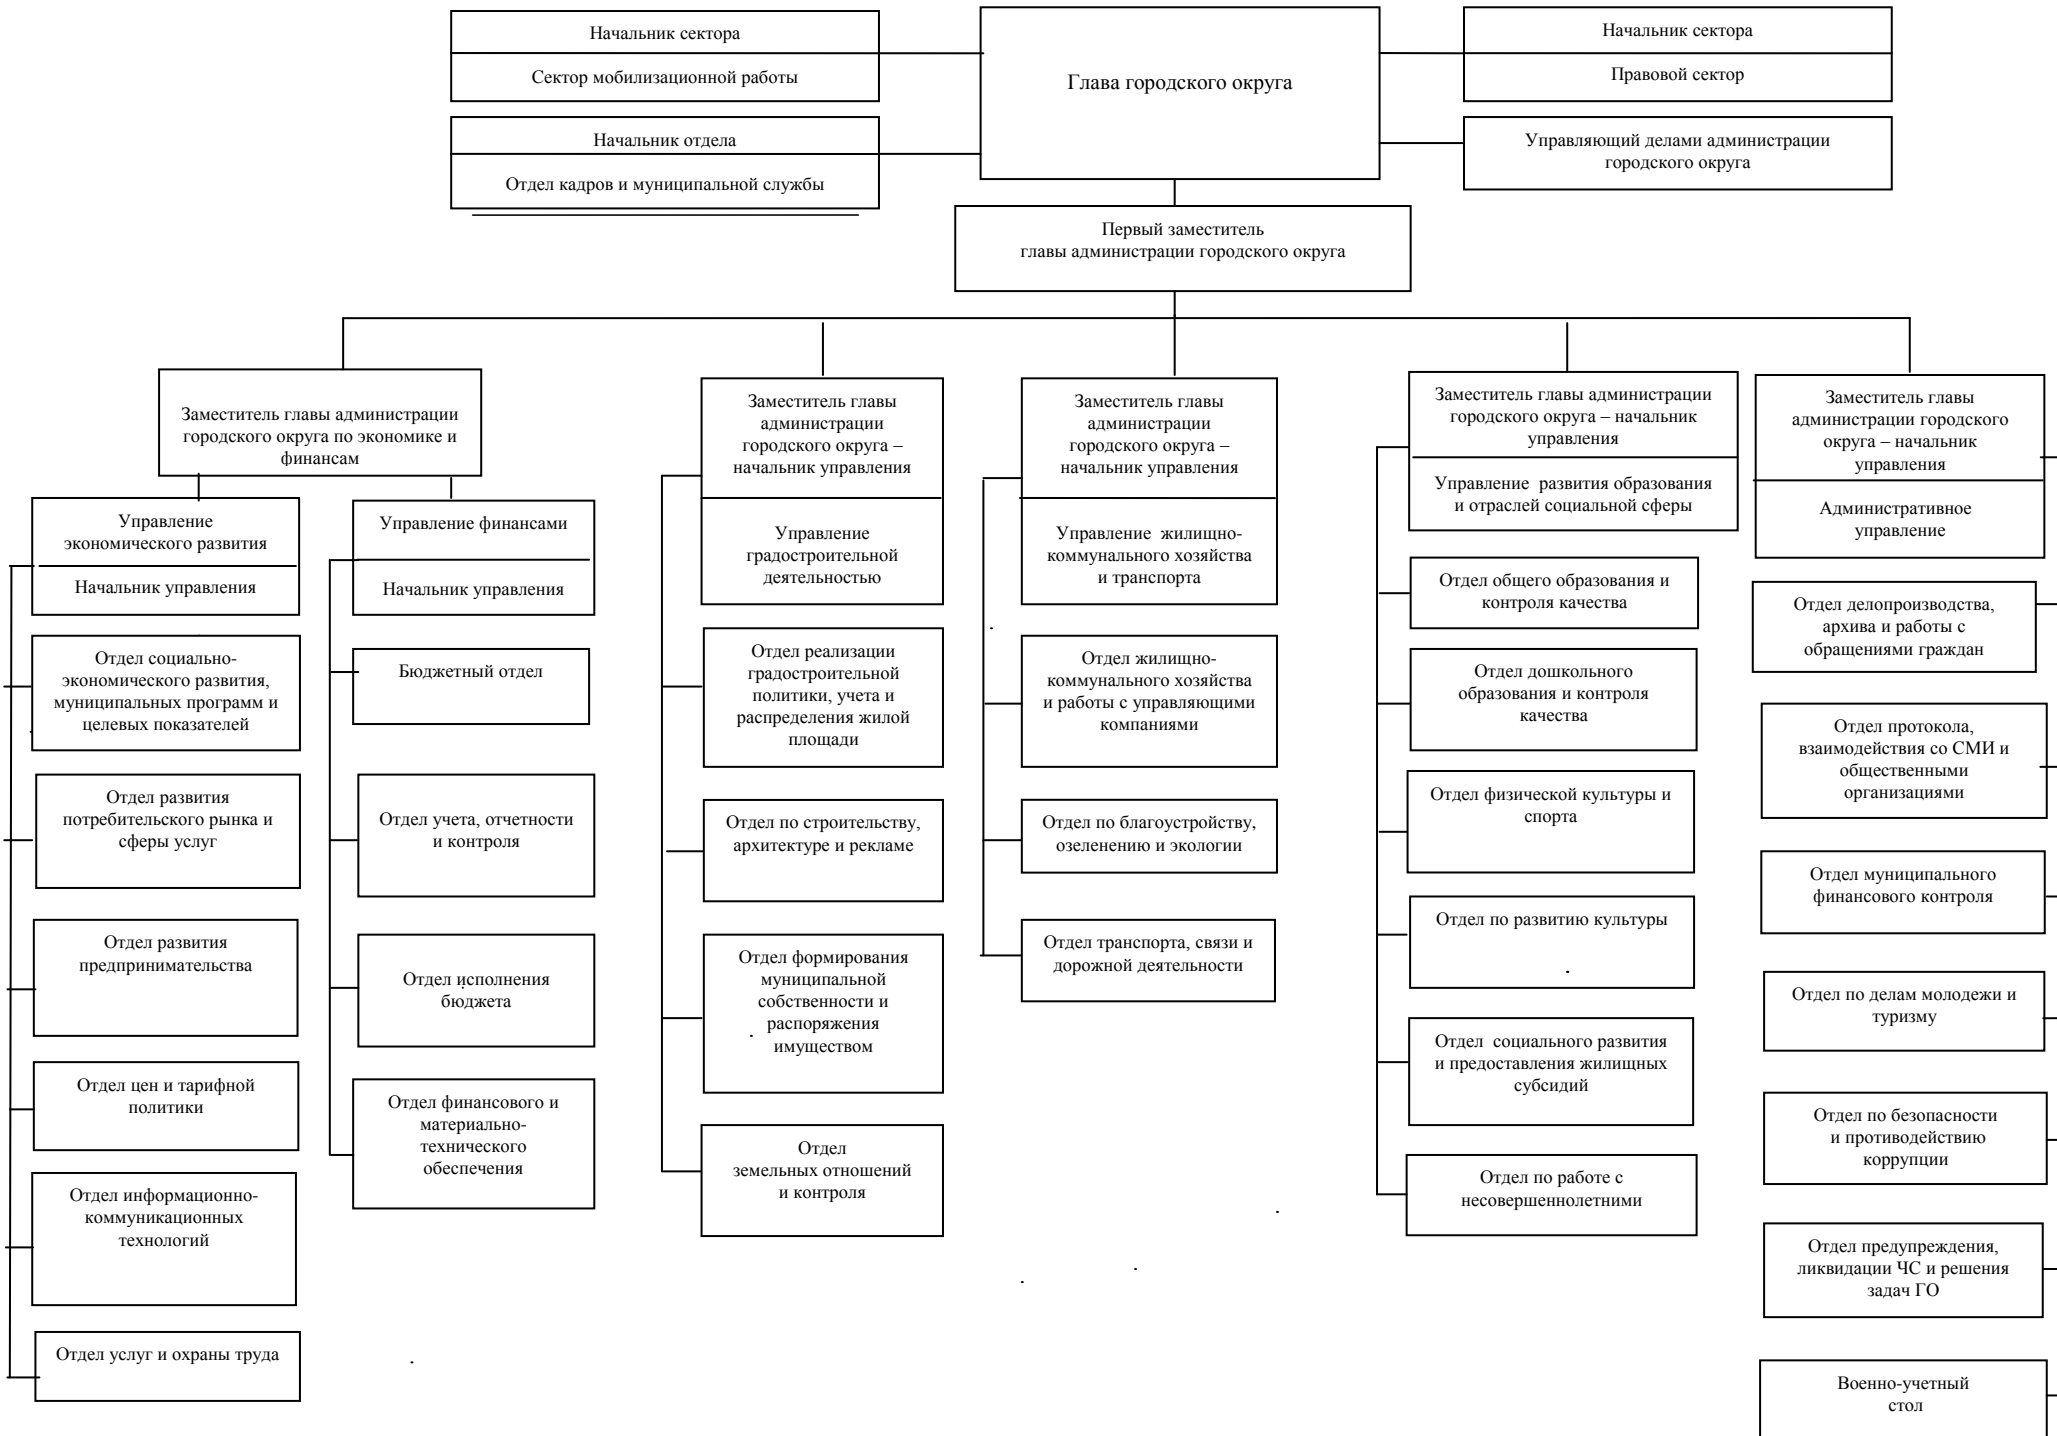 Начальник сектора
Сектор мобилизационной работы
Начальник отдела
Отдел кадров и муниципальной службы
Глава городского округа
Начальник сектора
Правовой сектор
Управляющий делами администрации
городского округа
Первый заместитель
главы администрации городского округа
Заместитель главы администрации
городского округа по экономике и
финансам
Управление
экономического развития
Начальник управления
Отдел социально-
экономического развития,
муниципальных программ и
целевых показателей
Отдел развития
потребительского рынка и
сферы услуг
Отдел развития
предпринимательства
Отдел цен и тарифной
политики
Отдел информационно-
коммуникационных
технологий
Отдел услуг и охраны труда
Управление финансами
Начальник управления
Бюджетный отдел
Отдел учета, отчетности
и контроля
Отдел исполнения
бюджета
Отдел финансового и
материально-
технического
обеспечения
Заместитель главы
администрации
городского округа –
начальник управления
Управление
градостроительной
деятельностью
Отдел реализации
градостроительной
политики, учета и
распределения жилой
площади
Отдел по строительству,
архитектуре и рекламе
Отдел формирования
муниципальной
собственности и
распоряжения
имуществом
Отдел
земельных отношений
и контроля
Заместитель главы
администрации
городского округа –
начальник управления
Управление жилищно-
коммунального хозяйства
и транспорта
Отдел жилищно-
коммунального хозяйства
и работы с управляющими
компаниями
Отдел по благоустройству,
озеленению и экологии
Отдел транспорта, связи и
дорожной деятельности
Заместитель главы администрации
городского округа – начальник
управления
Управление развития образования
и отраслей социальной сферы
Отдел общего образования и
контроля качества
Отдел дошкольного
образования и контроля
качества
Отдел физической культуры и
спорта
Отдел по развитию культуры
Отдел социального развития
и предоставления жилищных
субсидий
Отдел по работе с
несовершеннолетними
Заместитель главы
администрации городского
округа – начальник
управления
Административное
управление
Отдел делопроизводства,
архива и работы с
обращениями граждан
Отдел протокола,
взаимодействия со СМИ и
общественными
организациями
Отдел муниципального
финансового контроля
Отдел по делам молодежи и
туризму
Отдел по безопасности
и противодействию
коррупции
Отдел предупреждения,
ликвидации ЧС и решения
задач ГО
Военно-учетный
стол